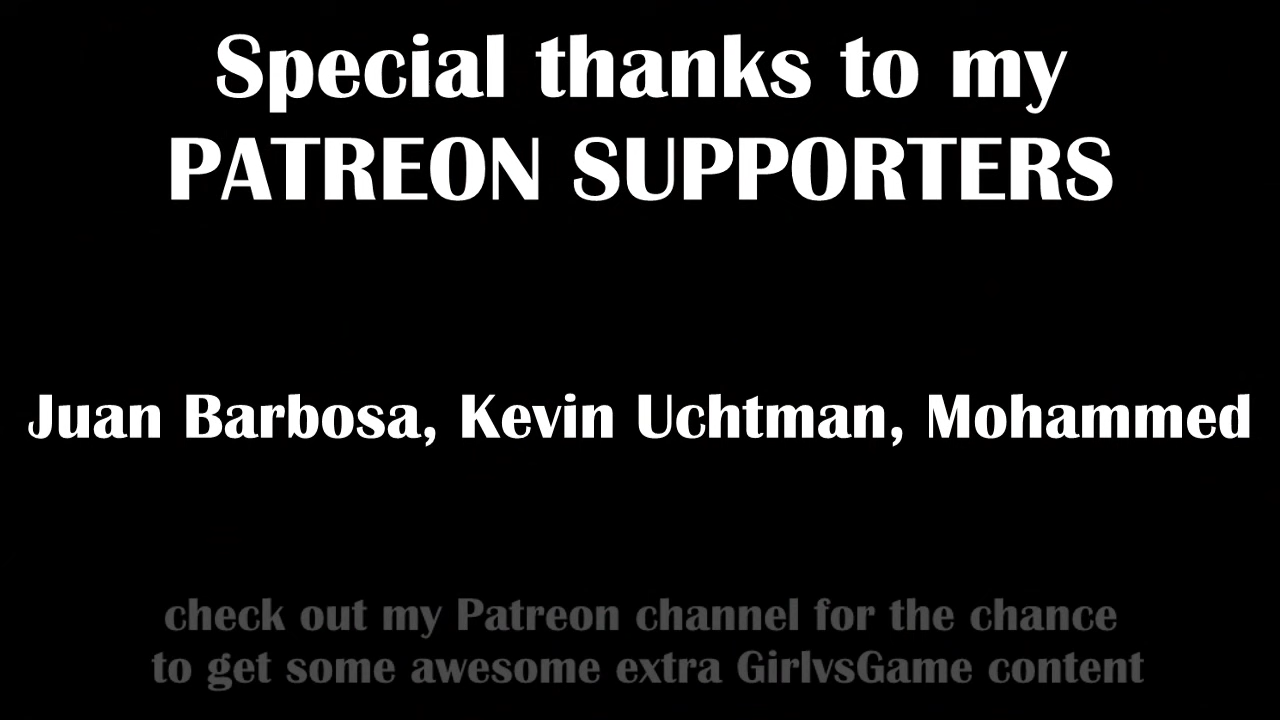 Special thanks to my
PATREON SUPPORTERS
Juan Barbosa, Kevin Uchtman, Mohammed
check out my Patreon channel for the chance
to get some awesome extra GirlvsGame content